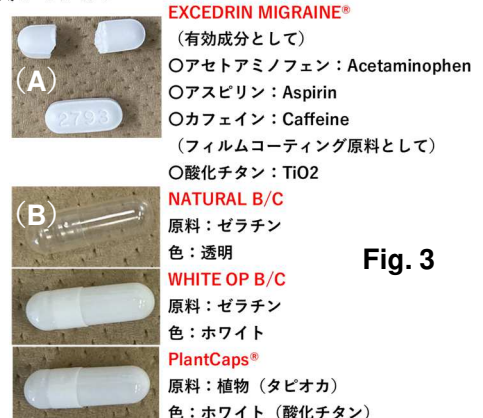 EXCEDRIN MIGRAINE®
（有効成分として）
〇アセトアミノフェン：Acetaminophen
(A)
〇アスピリン：Aspirin
2793
〇カフェイン：Caffeine
（フィルムコーティング原料として）
〇酸化チタン：TiO2
(B)
NATURAL B/C
原料：ゼラチン
色：透明
Fig. 3
WHITE OP B/C
原料：ゼラチン
色：ホワイト
PlantCaps®
原料：植物（タピオカ）
色：ホワイト（酸化チタン）